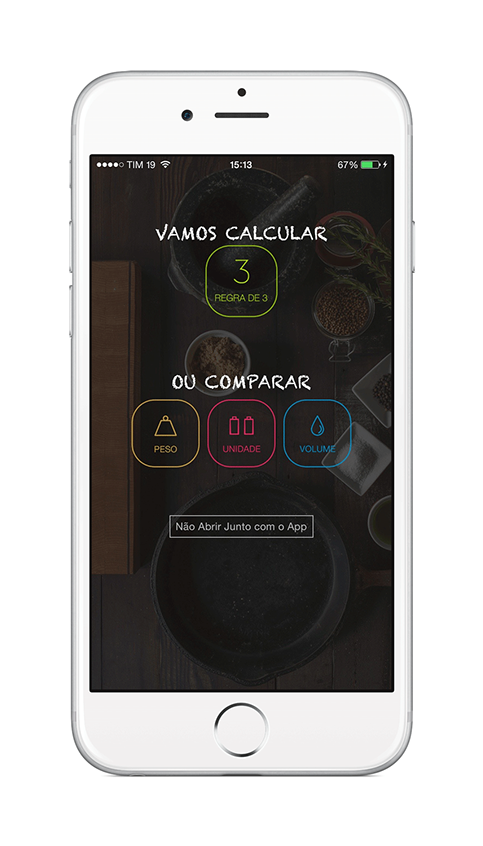 TIM 19 15:13 67%
VAMOS CALCULAR
3
REGRA DE 3
OU COMPARAR
PESO UNIDADE VOLUME
Não Abrir Junto com o App